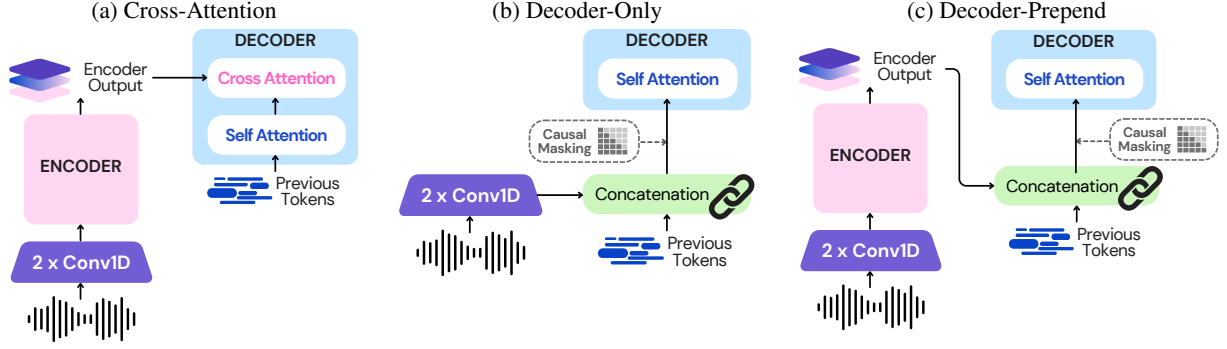 (a) Cross-Attention
DECODER
Encoder
Output
Cross Attention
Self Attention
ENCODER
Previous
Tokens
2 x Conv1D
(b) Decoder-Only
DECODER
Self Attention
Causal
Masking
2 x Conv1D
Concatenation
Previous
Tokens
(c) Decoder-Prepend
DECODER
Encoder
Output
Self Attention
Causal
Masking
ENCODER
Concatenation
Previous
Tokens
2 x Conv1D